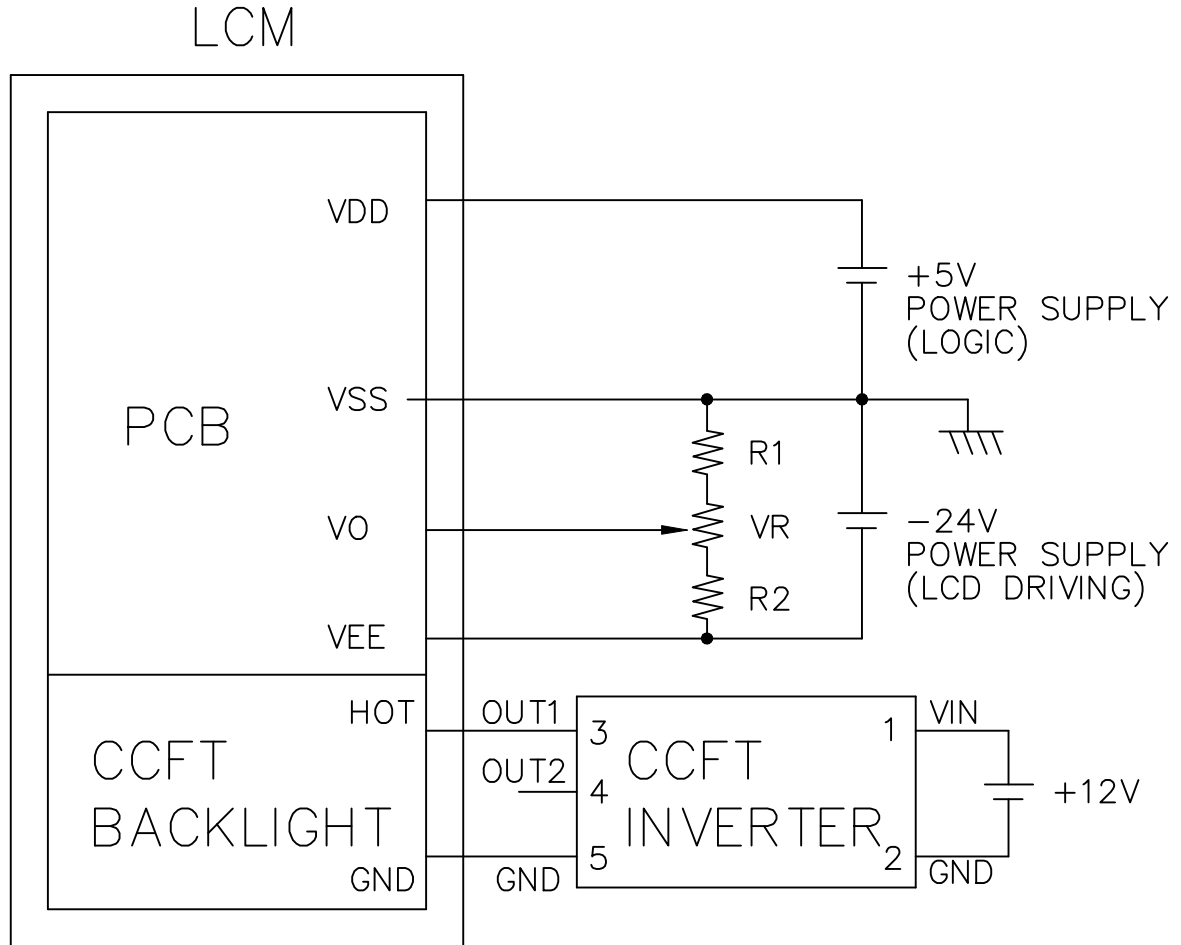 LCM
VDD
+5V
POWER SUPPLY
(LOGIC)
VSS
PCB
R1
VO
VR
-24V
POWER SUPPLY
(LCD DRIVING)
R2
VEE
HOT
OUT1
3
1
VIN
CCFT
BACKLIGHT
OUT2
4
CCFT
INVERTER
+12V
GND
GND
5
2
GND